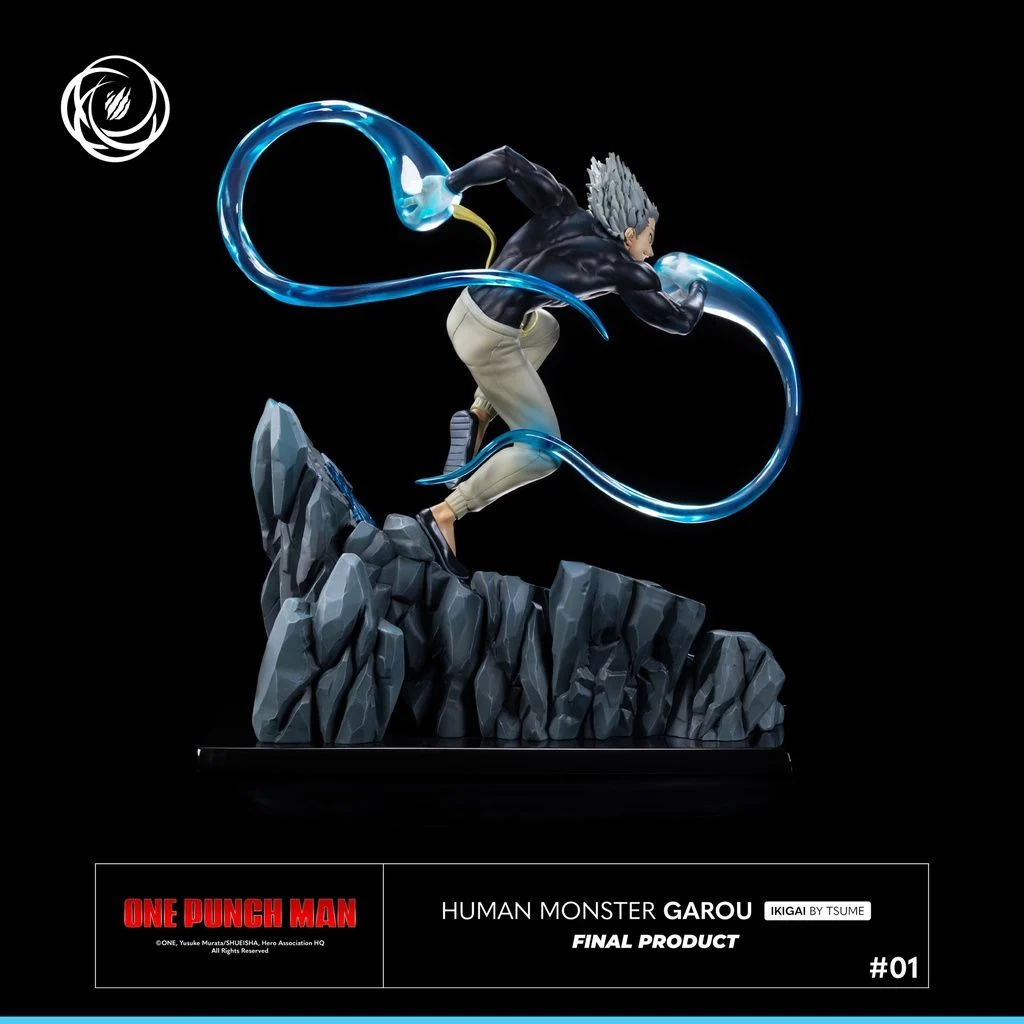 ONE PUNCH MAN
©ONE, Yusuke Murata/SHUEISHA, Hero Association HQ
All Rights Reserved
HUMAN MONSTER GAROU IKIGAI BY TSUME
FINAL PRODUCT
#01